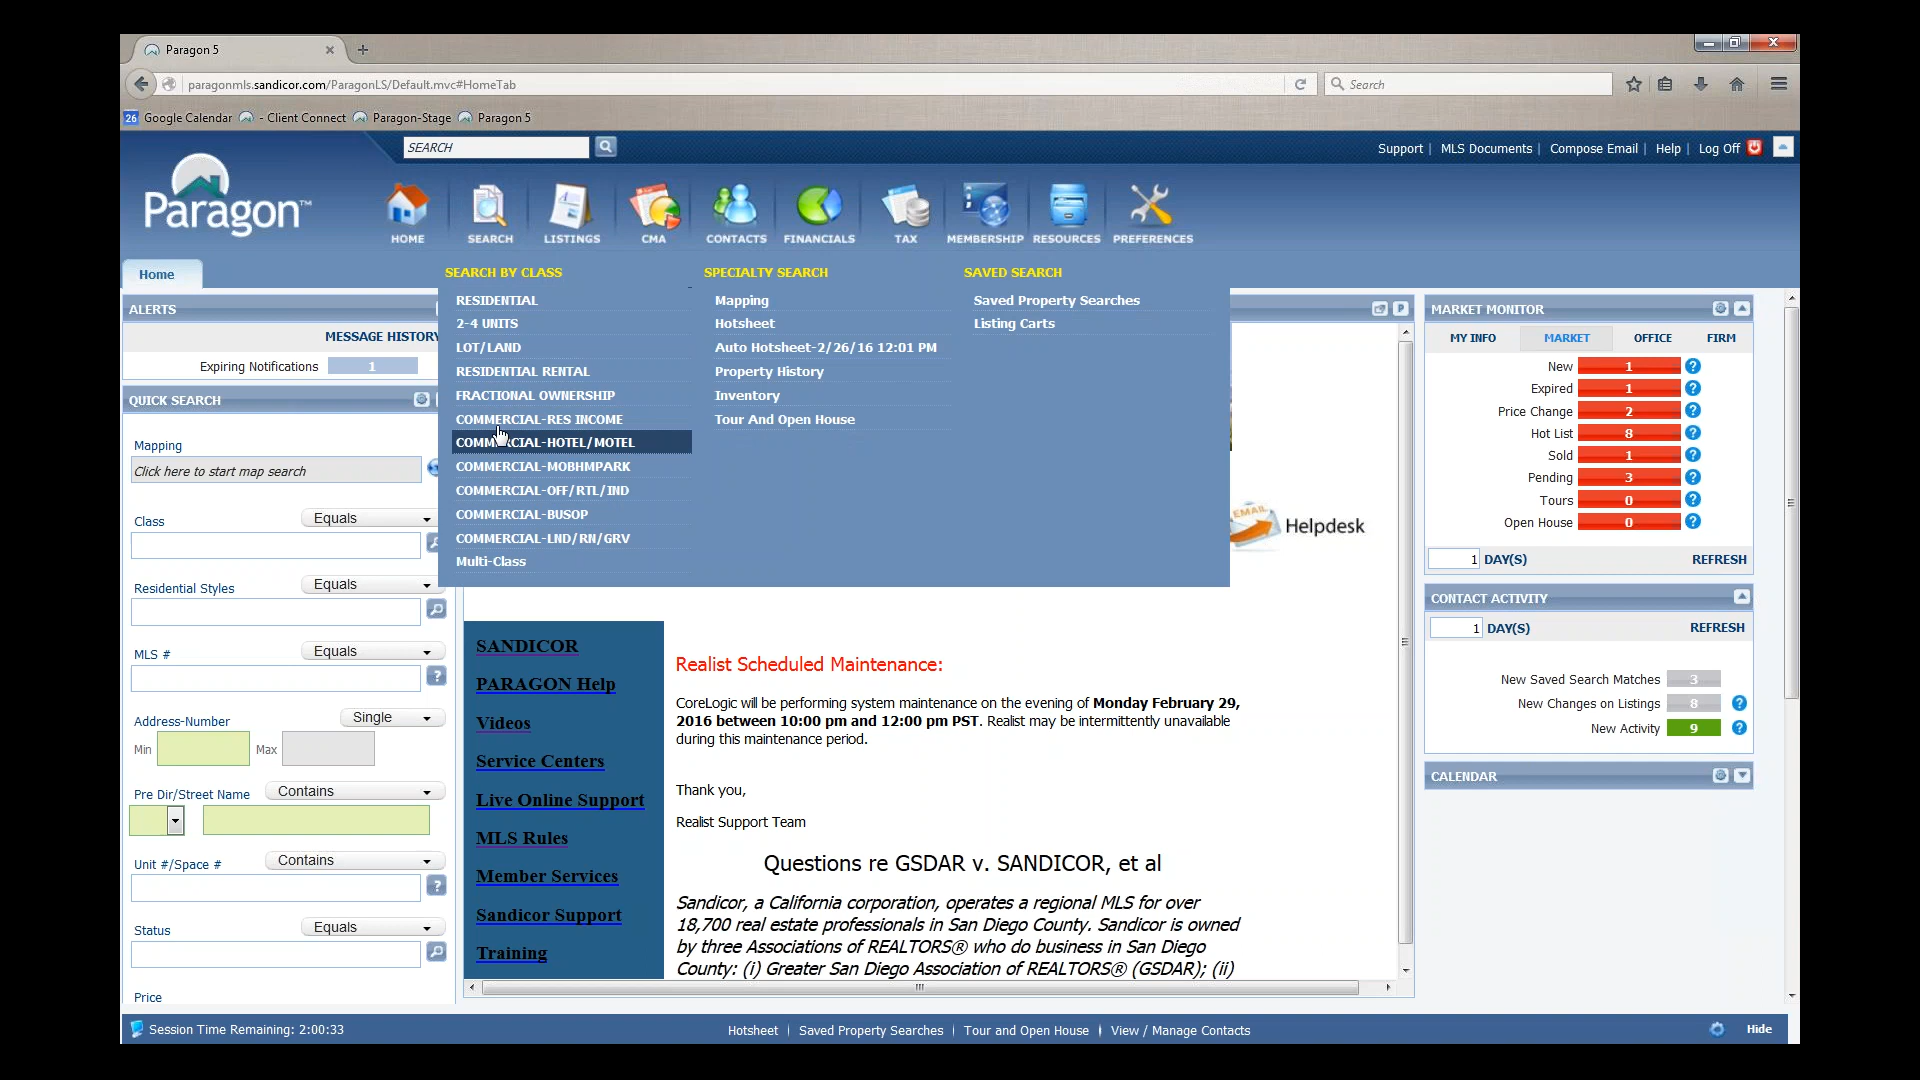 Paragon 5
paragonmls.sandicor.com/ParagonLS/Default.mvc#HomeTab
Search
26 Google Calendar - Client Connect Paragon-Stage Paragon 5
SEARCH
Support | MLS Documents | Compose Email | Help | Log Off
Paragon™
HOME SEARCH LISTINGS CMA CONTACTS FINANCIALS TAX MEMBERSHIP RESOURCES PREFERENCES
Home
SEARCH BY CLASS
RESIDENTIAL
2-4 UNITS
LOT/LAND
RESIDENTIAL RENTAL
FRACTIONAL OWNERSHIP
COMMERCIAL-RES INCOME
COMMERCIAL-HOTEL/MOTEL
COMMERCIAL-MOBHMPARK
COMMERCIAL-OFF/RTL/IND
COMMERCIAL-BUSOP
COMMERCIAL-LND/RN/GRV
Multi-Class
SPECIALTY SEARCH
Mapping
Hotsheet
Auto Hotsheet-2/26/16 12:01 PM
Property History
Inventory
Tour And Open House
SAVED SEARCH
Saved Property Searches
Listing Carts
ALERTS
MESSAGE HISTORY
Expiring Notifications 1
QUICK SEARCH
Mapping
Click here to start map search
Class Equals
Residential Styles Equals
MLS # Equals
?
Address-Number Single
Min Max
Pre Dir/Street Name Contains
Unit #/Space # Contains
?
Status Equals
Price
EMAIL Helpdesk
SANDICOR
PARAGON Help
Videos
Service Centers
Live Online Support
MLS Rules
Member Services
Sandicor Support
Training
Realist Scheduled Maintenance:
CoreLogic will be performing system maintenance on the evening of Monday February 29,
2016 between 10:00 pm and 12:00 pm PST. Realist may be intermittently unavailable
during this maintenance period.
Thank you,
Realist Support Team
Questions re GSDAR v. SANDICOR, et al
Sandicor, a California corporation, operates a regional MLS for over
18,700 real estate professionals in San Diego County. Sandicor is owned
by three Associations of REALTORS® who do business in San Diego
County: (i) Greater San Diego Association of REALTORS® (GSDAR); (ii)
P
MARKET MONITOR
MY INFO MARKET OFFICE FIRM
New 1 ?
Expired 1 ?
Price Change 2 ?
Hot List 8 ?
Sold 1 ?
Pending 3 ?
Tours 0 ?
Open House 0 ?
1 DAY(S) REFRESH
CONTACT ACTIVITY
1 DAY(S) REFRESH
New Saved Search Matches 3
New Changes on Listings 8 ?
New Activity 9 ?
CALENDAR
Session Time Remaining: 2:00:33
Hotsheet | Saved Property Searches | Tour and Open House | View / Manage Contacts
Hide